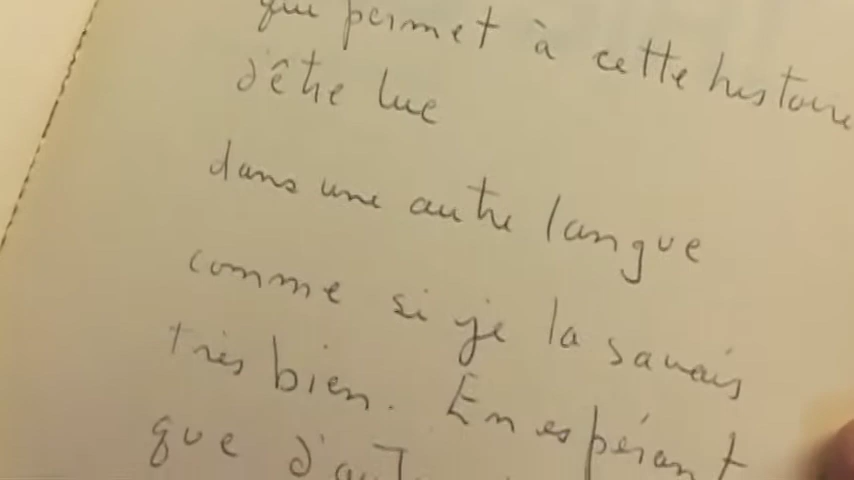 qui permet à cette histoire
d'être lue
dans une autre langue
comme si je la savais
très bien. En espérant
que